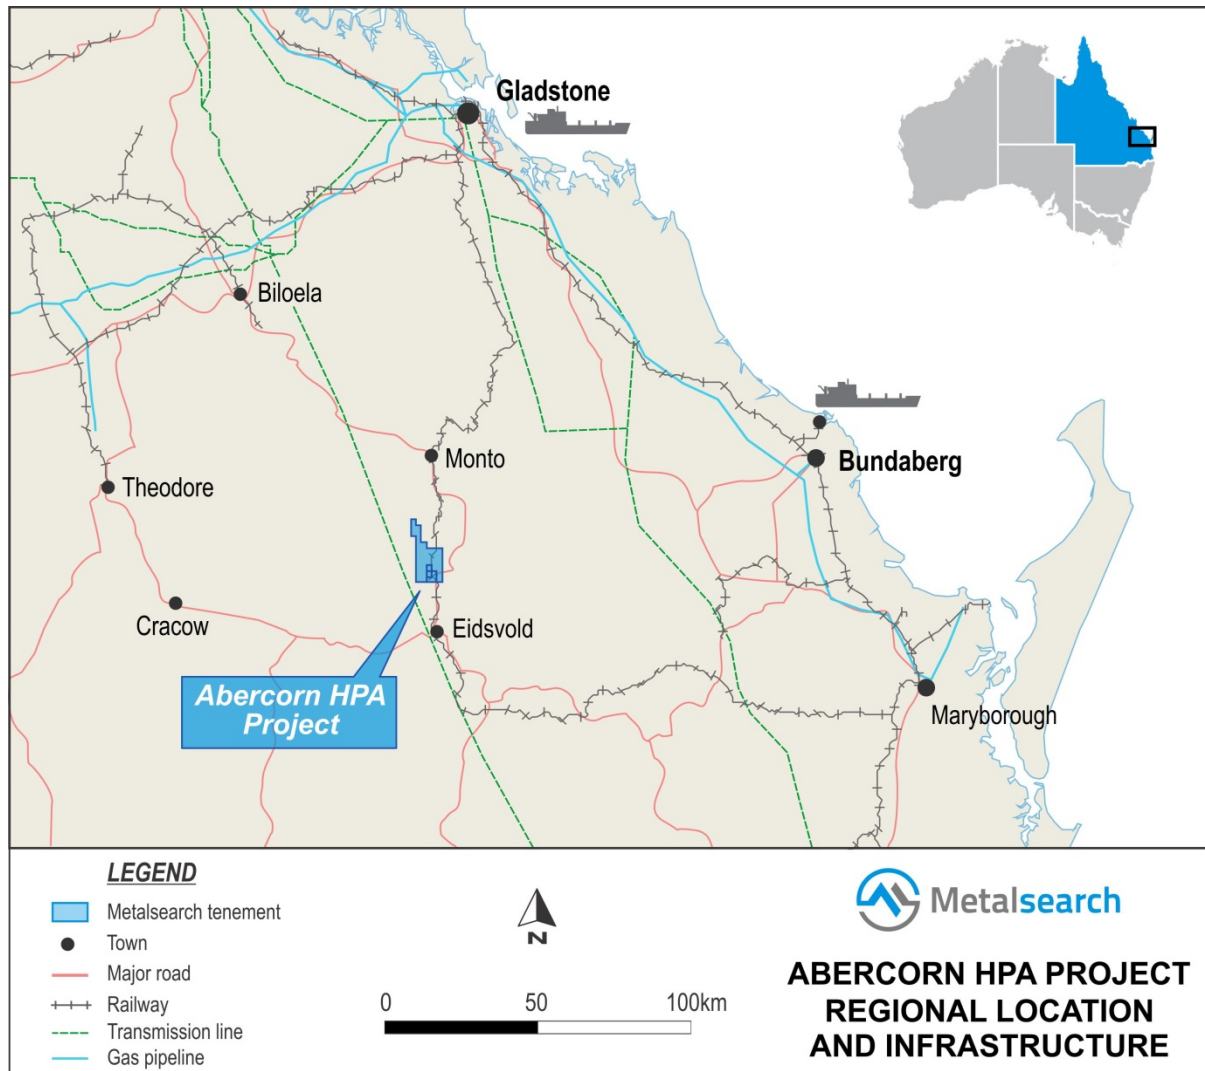 Gladstone
Biloela
Monto
Bundaberg
Theodore
Cracow
Eidsvold
Abercorn HPA
Project
Maryborough
LEGEND
Metalsearch tenement
Town
Major road
Railway
Transmission line
Gas pipeline
N
0 50 100km
Metalsearch
ABERCORN HPA PROJECT
REGIONAL LOCATION
AND INFRASTRUCTURE